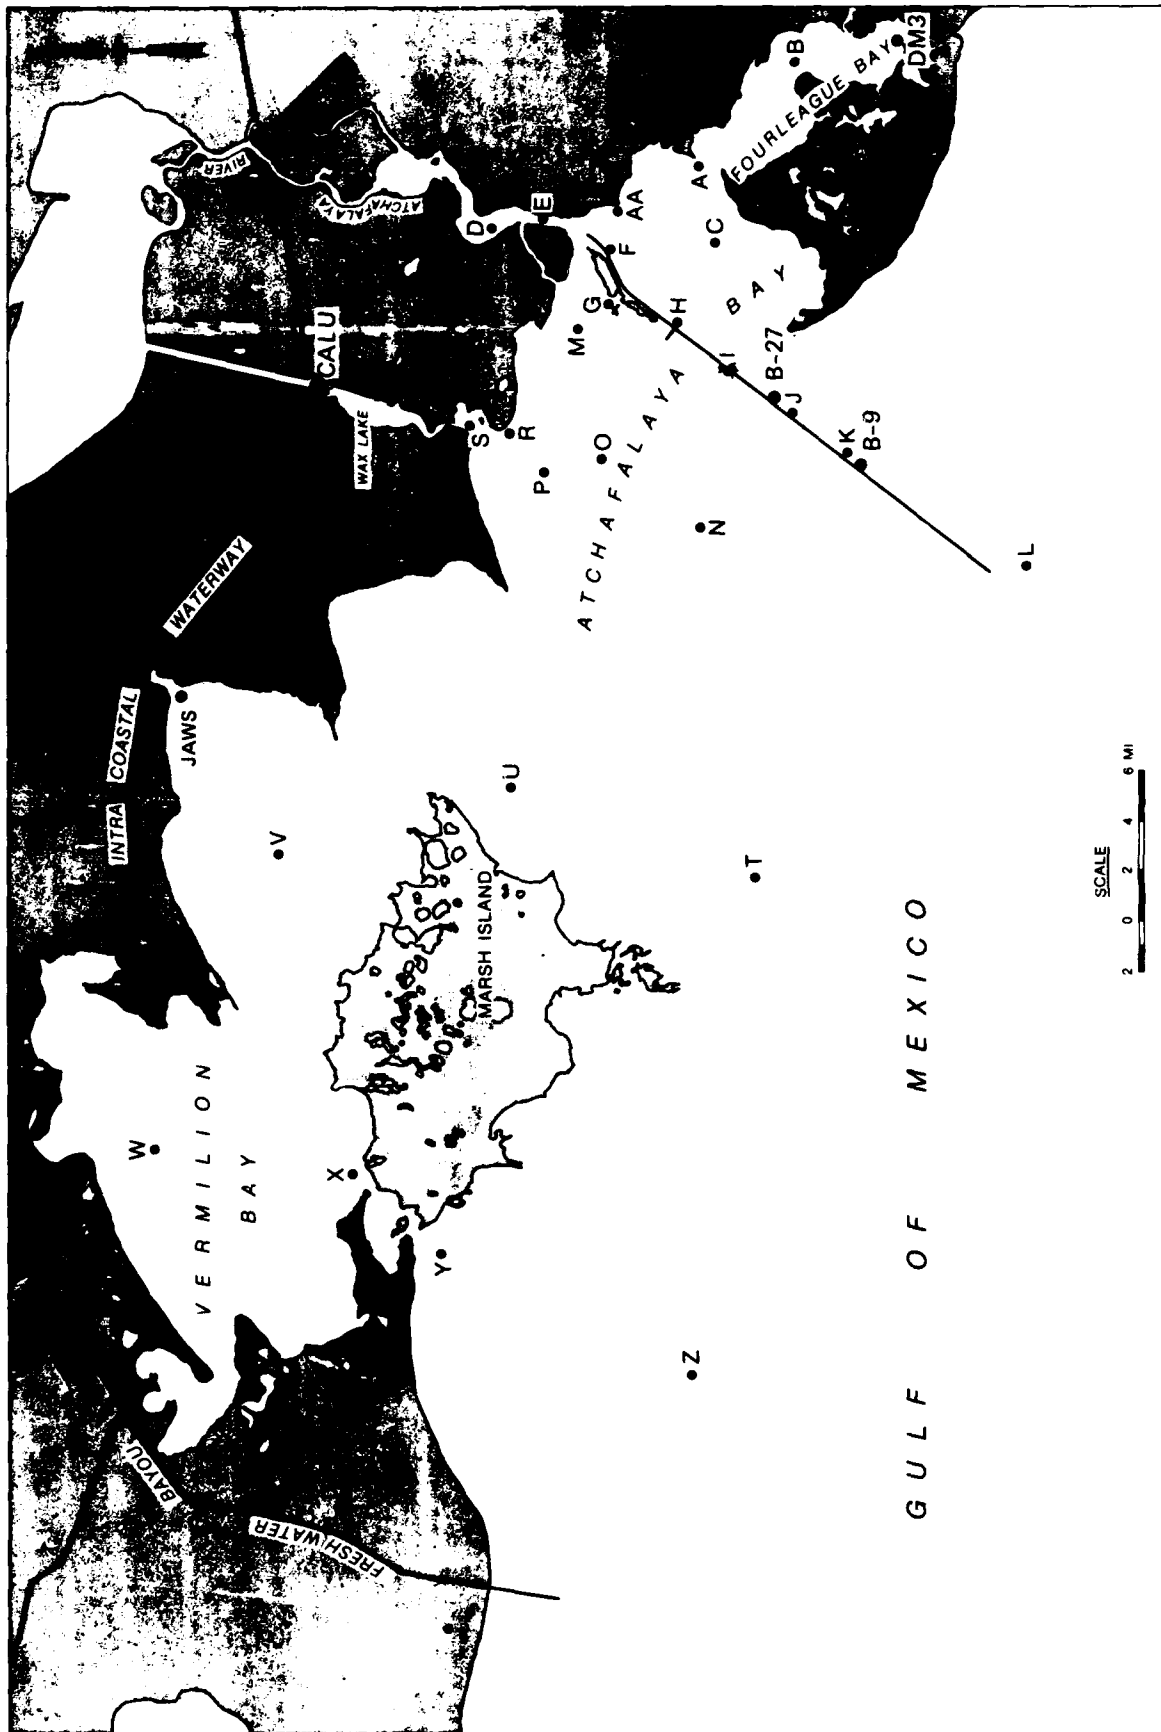 RIVER
ATCHAFALAYA
INTRA COASTAL
WATERWAY
CALU
WAX LAKE
JAWS
D
E
S
R
AA
F
G
M
P
O
H
A
B
C
FOURLEAGUE BAY
DM3
ATCHAFALAYA BAY
I
B-27
J
K
B-9
N
L
V
U
T
W
VERMILION
BAY
X
Y
Z
MARSH ISLAND
BAYOU
FRESHWATER
GULF OF MEXICO
SCALE
2 0 2 4 6 MI